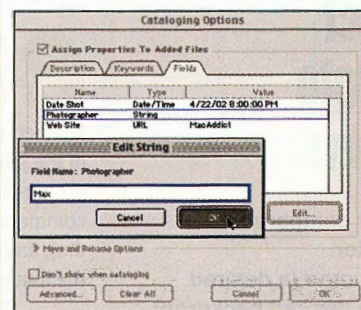 Cataloging Options
Assign Properties To Added Files
Description Keywords Fields
Name Type Value
Date Shot Date/Time 4/22/02 8:00:00 PM
Photographer String
Web Site URL MacAddict
Edit String
Field Name: Photographer
Max
Cancel OK
Edit...
Move and Rename Options
Don't show when cataloging
Advanced... Clear All Cancel OK